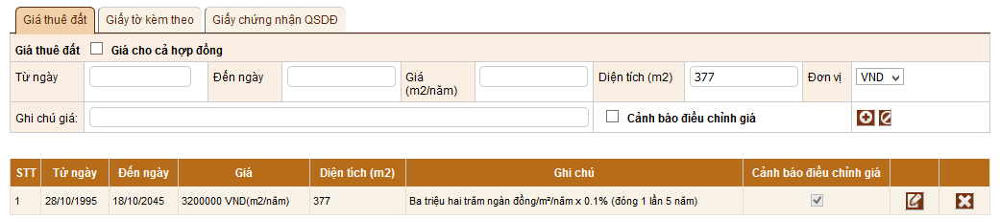 Giá thuê đất Giấy tờ kèm theo Giấy chứng nhận QSDĐ
Giá thuê đất Giá cho cả hợp đồng
Từ ngày Đến ngày Giá (m2/năm) Diện tích (m2) 377 Đơn vị VND
Ghi chú giá: Cảnh báo điều chỉnh giá
STT Từ ngày Đến ngày Giá Diện tích (m2) Ghi chú Cảnh báo điều chỉnh giá
1 28/10/1995 18/10/2045 3200000 VND(m2/năm) 377 Ba triệu hai trăm ngàn đồng/m²/năm x 0.1% (đóng 1 lần 5 năm)